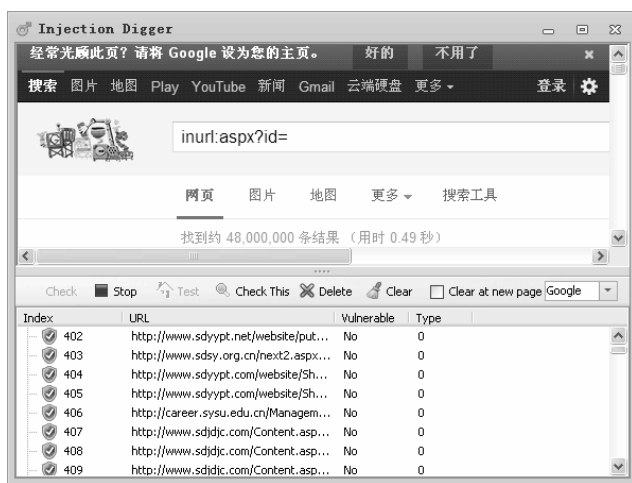 Injection Digger
经常光顾此页？请将 Google 设为您的主页。 好的 不用了
搜索 图片 地图 Play YouTube 新闻 Gmail 云端硬盘 更多 登录
inurl:aspx?id=
网页 图片 地图 更多 搜索工具
找到约 48,000,000 条结果 （用时 0.49 秒）
Check Stop Test Check This Delete Clear Clear at new page Google
Index URL Vulnerable Type
402 http://www.sdyypt.net/website/put... No 0
403 http://www.sdsy.org.cn/next2.aspx... No 0
404 http://www.sdyypt.com/website/Sh... No 0
405 http://www.sdyypt.com/website/Sh... No 0
406 http://career.sysu.edu.cn/Managem... No 0
407 http://www.sdjdjc.com/Content.asp... No 0
408 http://www.sdjdjc.com/Content.asp... No 0
409 http://www.sdjdjc.com/Content.asp... No 0